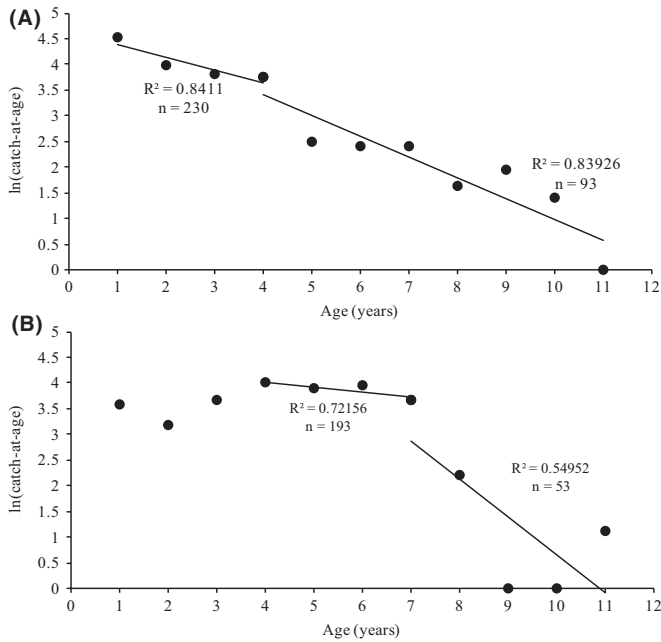 (A)
5
4.5
4
3.5
3
2.5
2
1.5
1
0.5
0
ln(catch-at-age)
R² = 0.8411
n = 230
R² = 0.83926
n = 93
0 1 2 3 4 5 6 7 8 9 10 11 12
Age (years)
(B)
5
4.5
4
3.5
3
2.5
2
1.5
1
0.5
0
ln(catch-at-age)
R² = 0.72156
n = 193
R² = 0.54952
n = 53
0 1 2 3 4 5 6 7 8 9 10 11 12
Age (years)